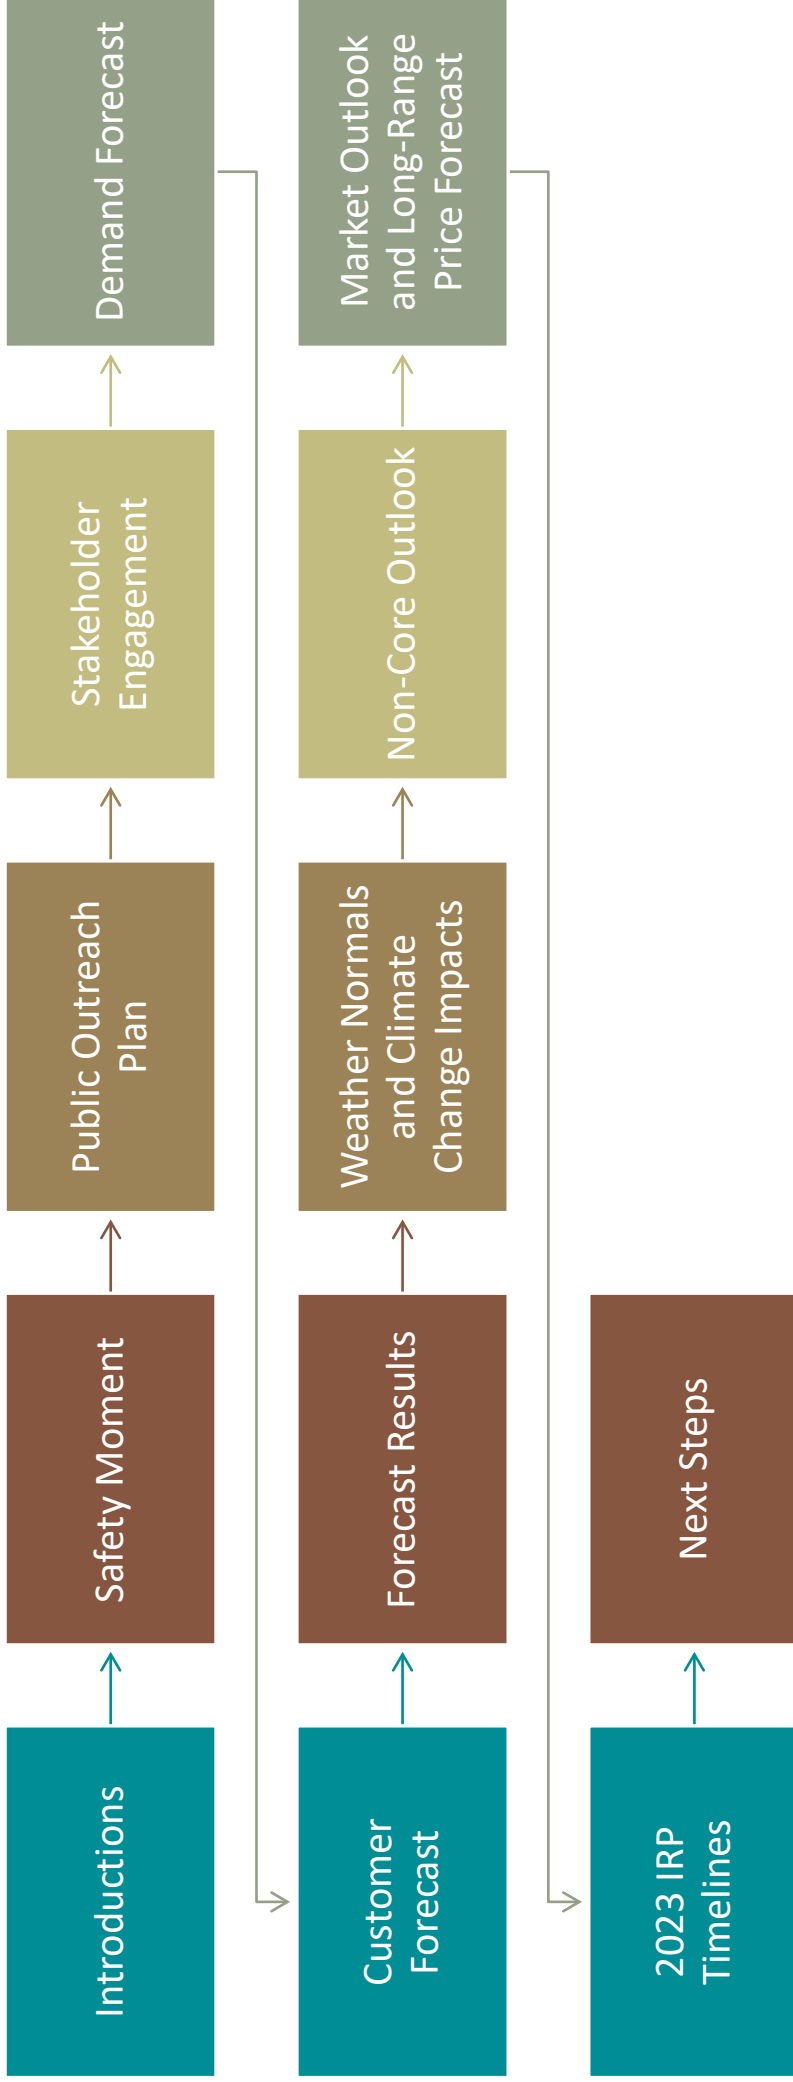 Introductions
Safety Moment
Public Outreach
Plan
Stakeholder
Engagement
Demand Forecast
Customer
Forecast
Forecast Results
Weather Normals
and Climate
Change Impacts
Non-Core Outlook
Market Outlook
and Long-Range
Price Forecast
2023 IRP
Timelines
Next Steps